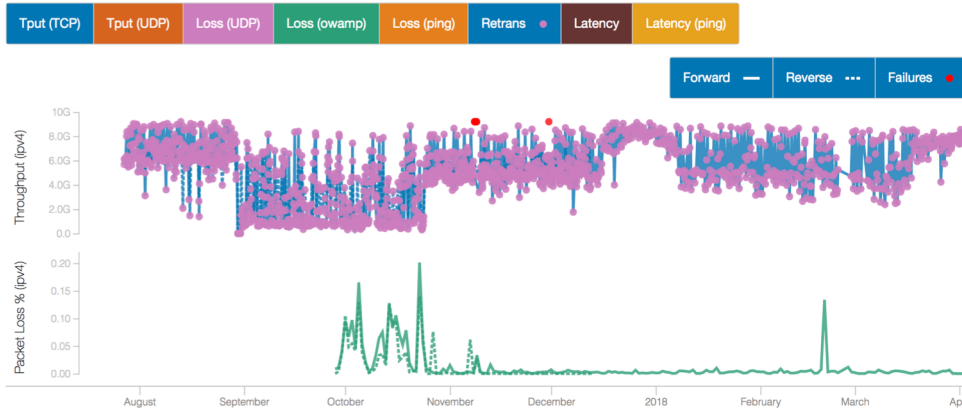 Tput (TCP) Tput (UDP) Loss (UDP) Loss (owamp) Loss (ping) Retrans Latency Latency (ping)
Forward Reverse Failures
Throughput (ipv4)
10G
8.0G
6.0G
4.0G
2.0G
0.0
Packet Loss % (ipv4)
0.20
0.15
0.10
0.05
0.00
August September October November December 2018 February March Ap